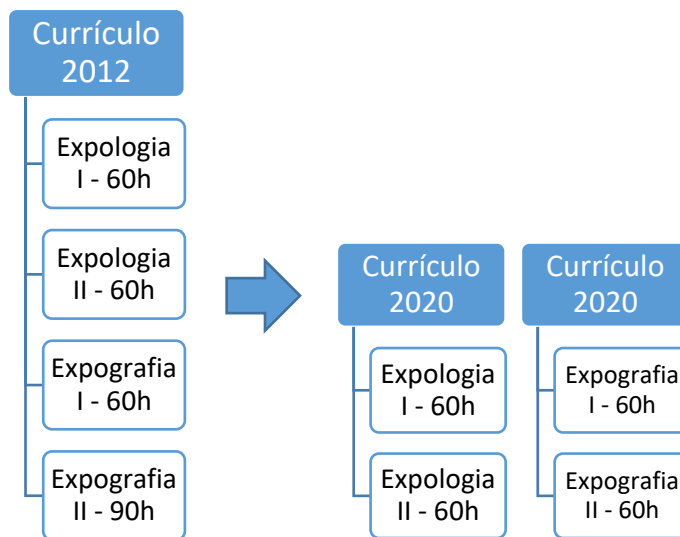 Currículo
2012
Expologia
I - 60h
Expologia
II - 60h
Expografia
I - 60h
Expografia
II - 90h
Currículo
2020
Expologia
I - 60h
Expologia
II - 60h
Currículo
2020
Expografia
I - 60h
Expografia
II - 60h